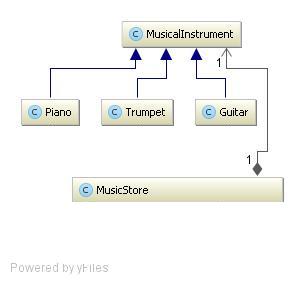 C MusicalInstrument
1
C Piano
C Trumpet
C Guitar
1
C MusicStore
Powered by yFiles